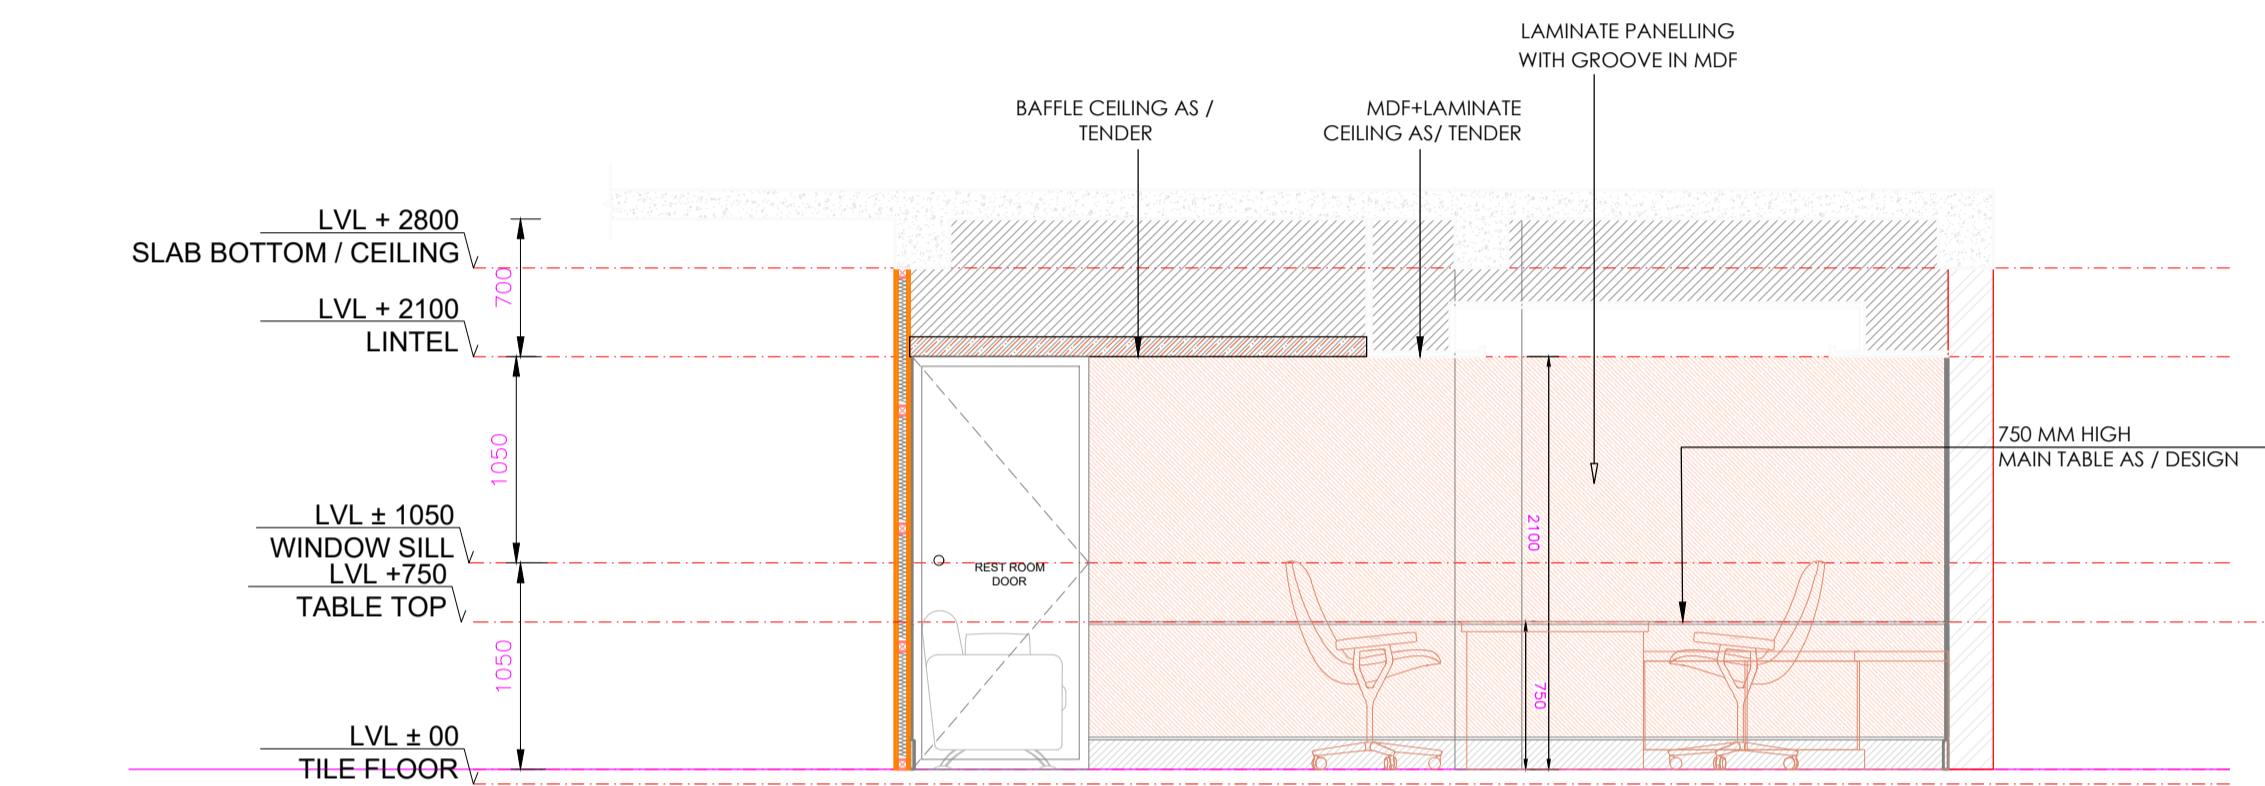 LAMINATE PANELLING
WITH GROOVE IN MDF
BAFFLE CEILING AS /
TENDER
MDF+LAMINATE
CEILING AS/ TENDER
LVL + 2800
SLAB BOTTOM / CEILING
700
LVL + 2100
LINTEL
750 MM HIGH
MAIN TABLE AS / DESIGN
1050
LVL ± 1050
WINDOW SILL
2100
REST ROOM
DOOR
LVL +750
TABLE TOP
1050
750
LVL ± 00
TILE FLOOR